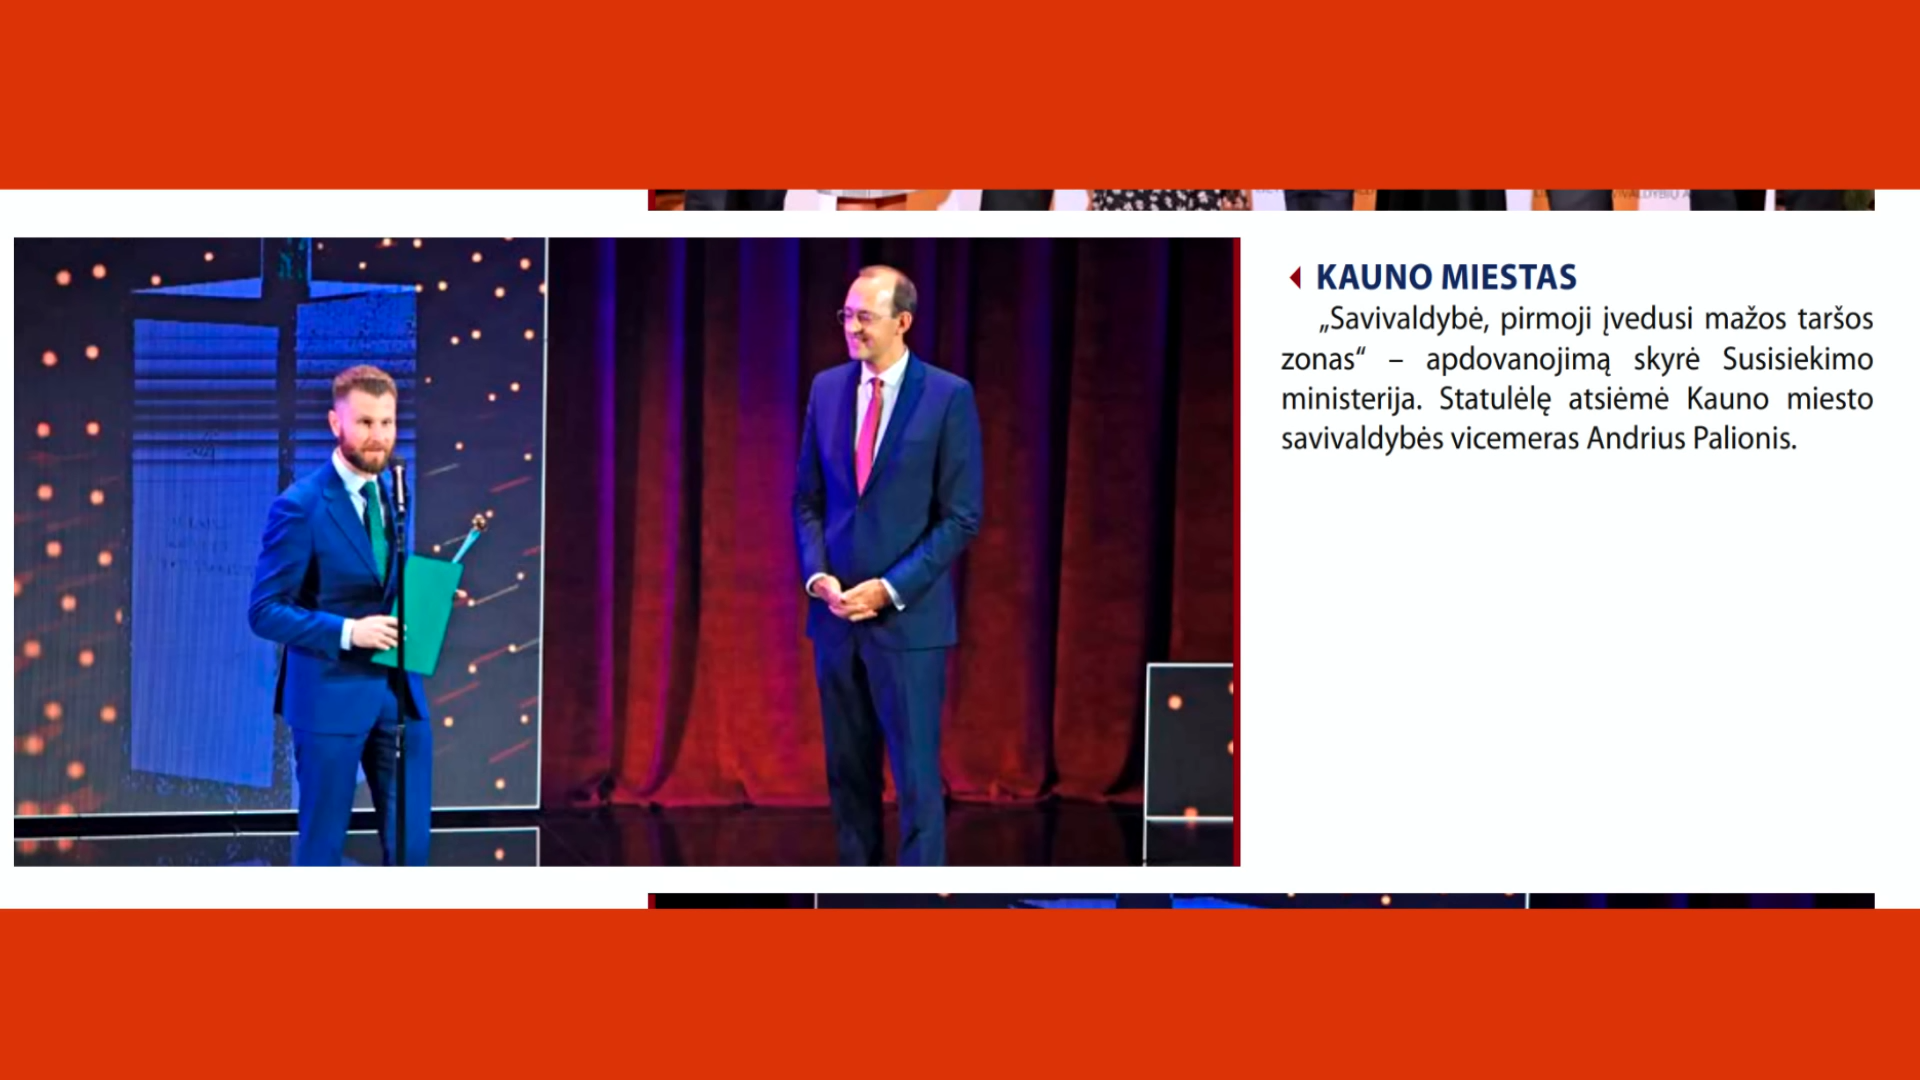 KAUNO MIESTAS
„Savivaldybė, pirmoji įvedusi mažos taršos
zonas“ – apdovanojimą skyrė Susisiekimo
ministerija. Statulėlę atsiėmė Kauno miesto
savivaldybės vicemeras Andrius Palionis.